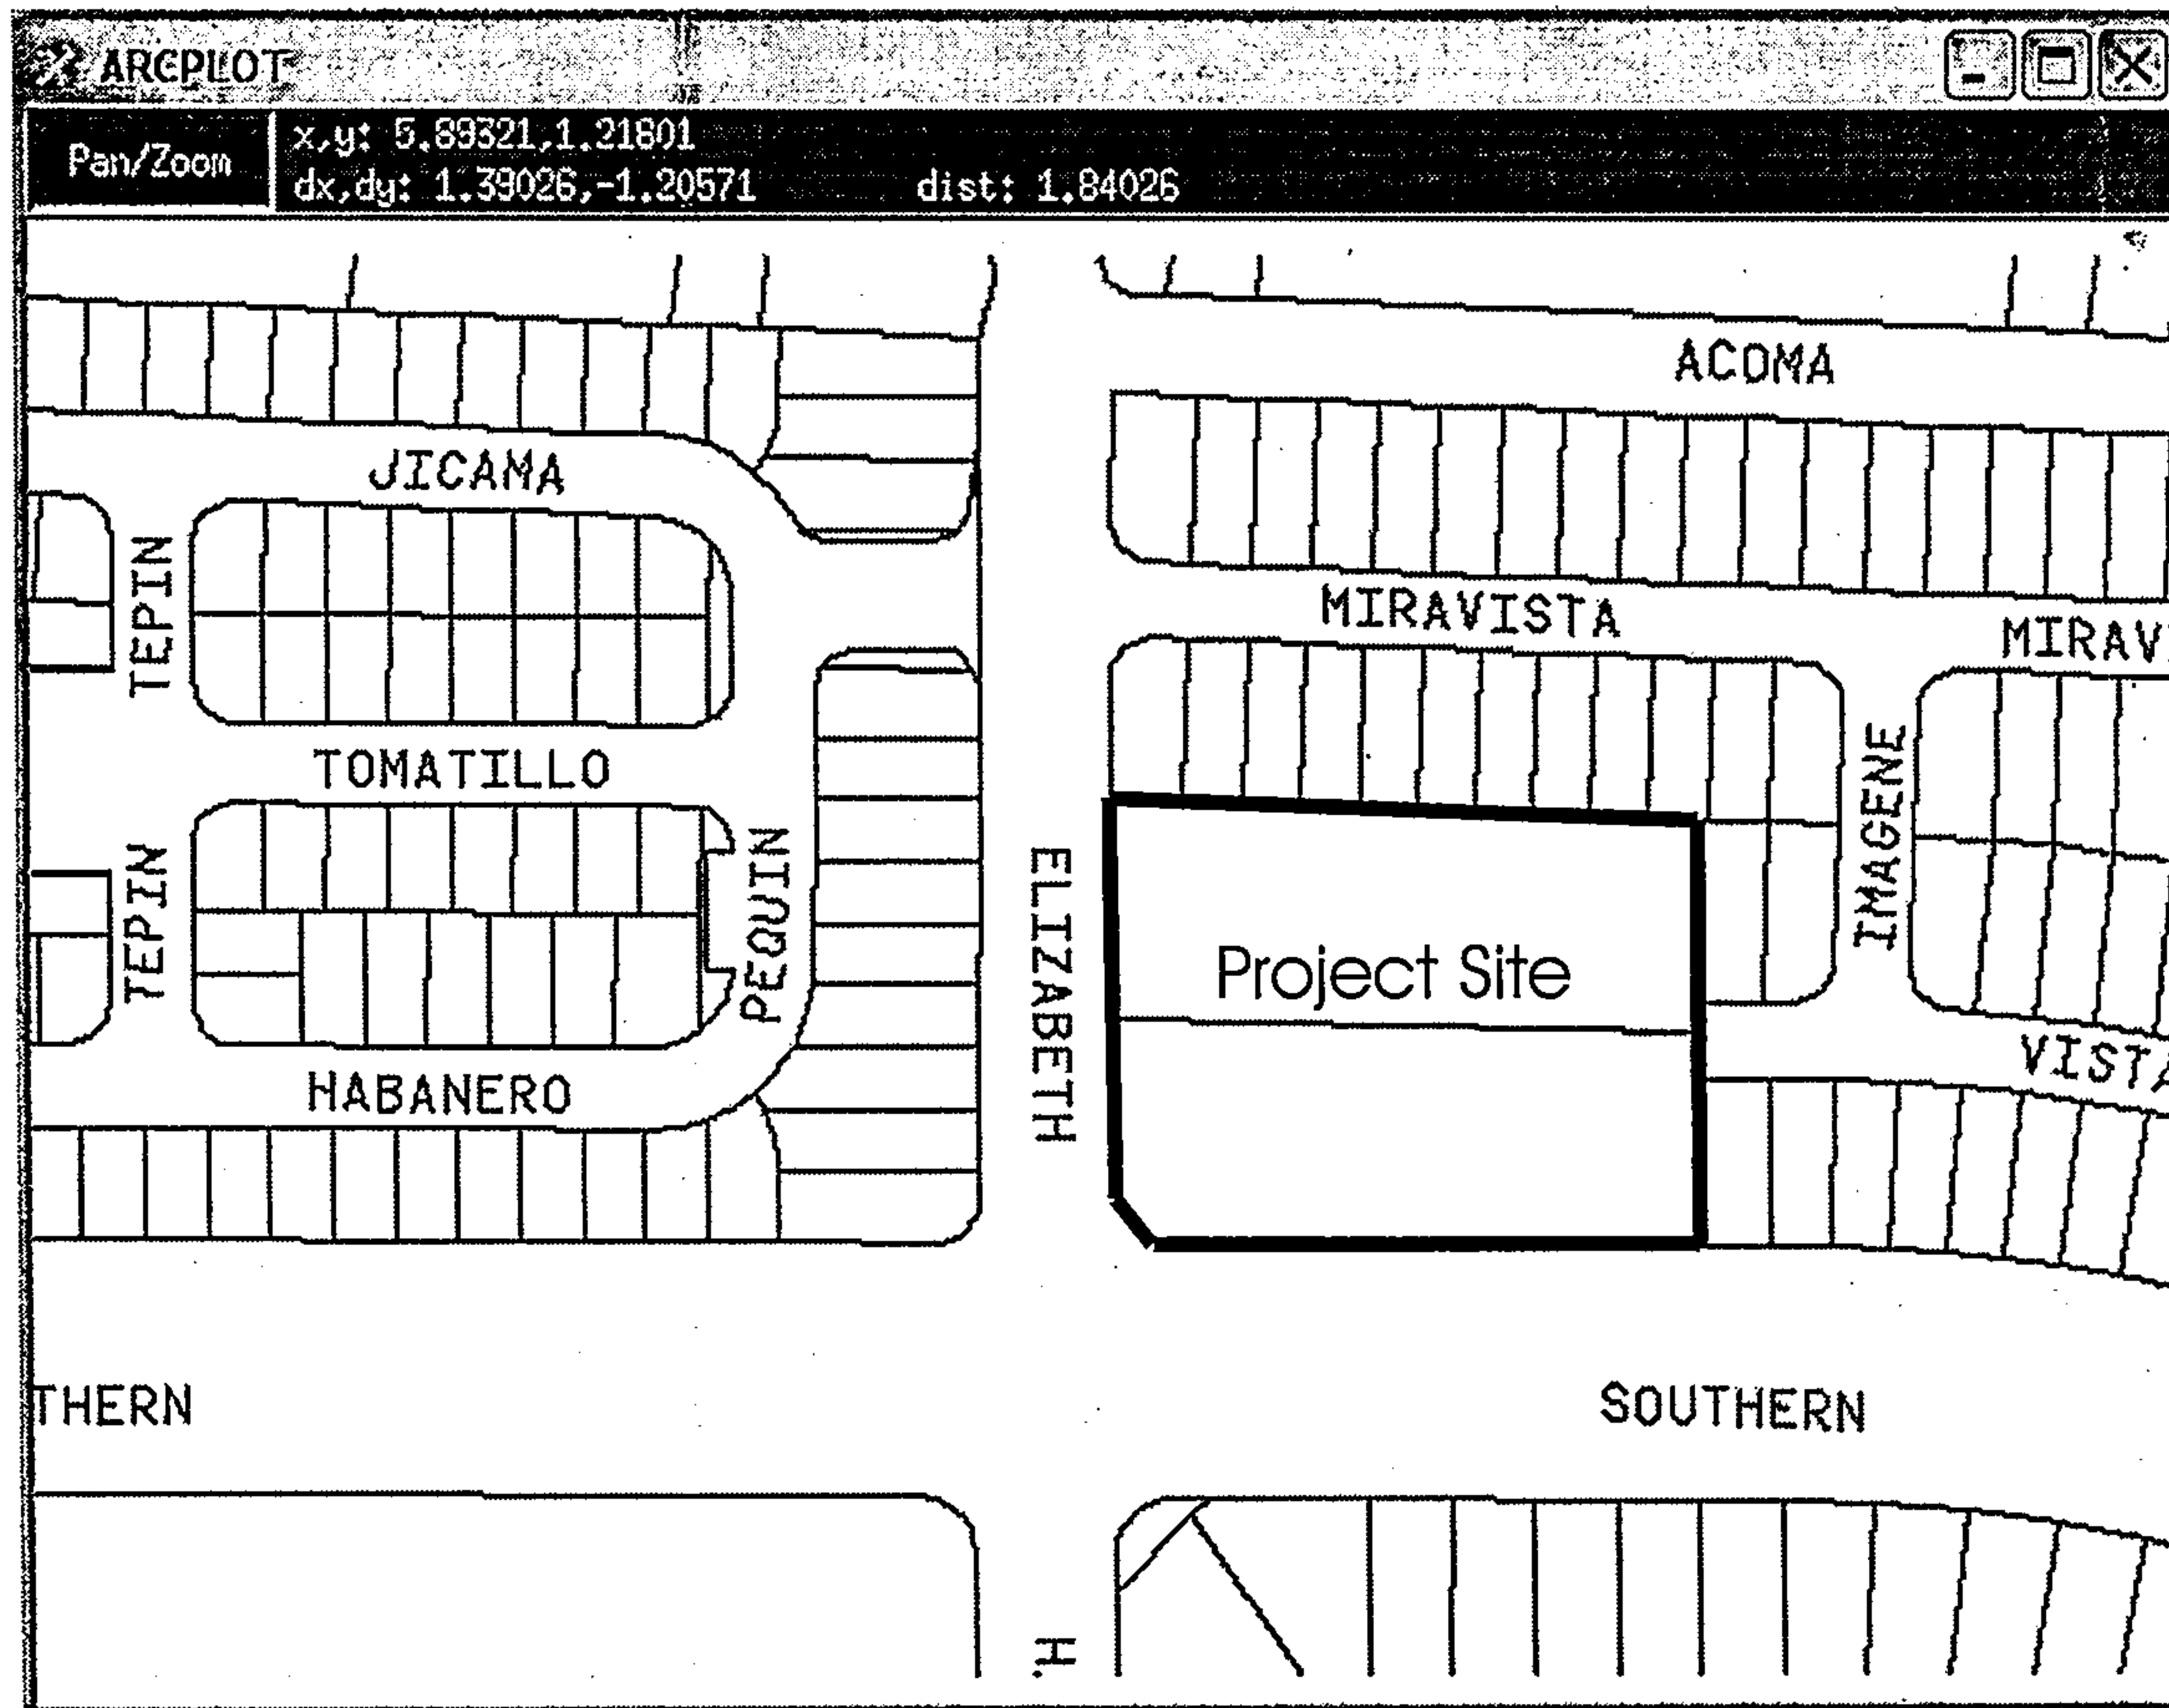 ARCPLOT
Pan/Zoom
x,y: 5.89321,1.21801
dx,dy: 1.39026,-1.20571
dist: 1.84026
ACOMA
JICAMA
TEPIN
MIRAVISTA
MIRAVI
TOMATILLO
IMAGENE
TEPIN
PEQUIN
ELIZABETH
Project Site
VISTA
HABANERO
THERN
SOUTHERN
H.